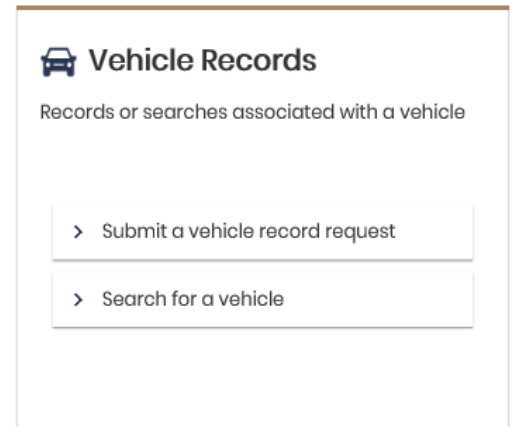 Vehicle Records
Records or searches associated with a vehicle
Submit a vehicle record request
Search for a vehicle